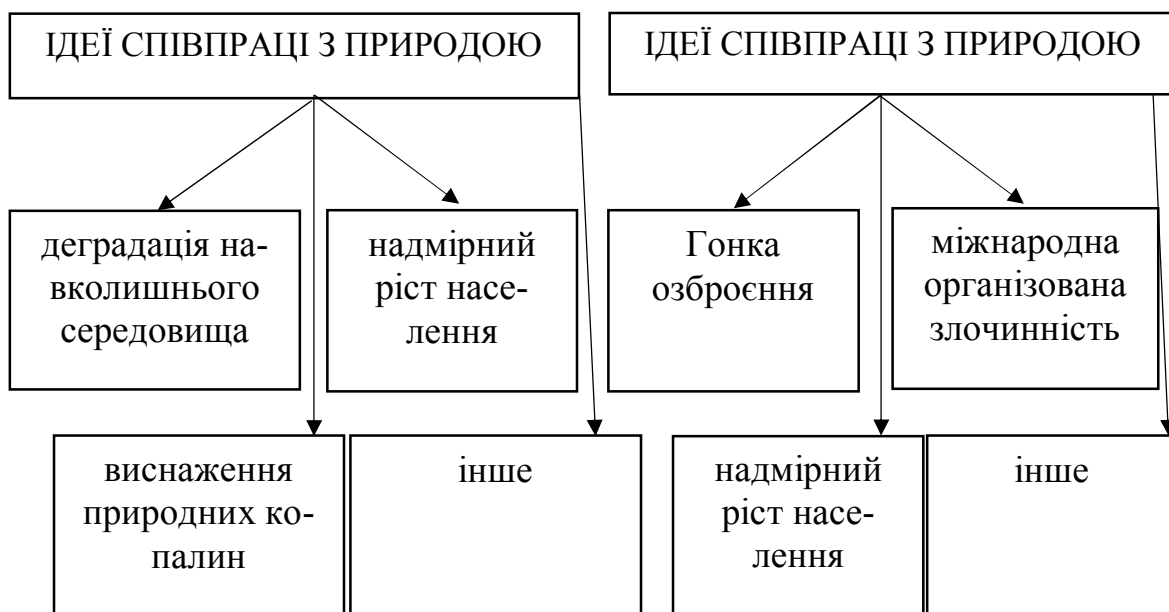 ІДЕЇ СПІВПРАЦІ З ПРИРОДОЮ
ІДЕЇ СПІВПРАЦІ З ПРИРОДОЮ
деградація на-
вколишнього
середовища
надмірний
ріст насе-
лення
Гонка
озброєння
міжнародна
організована
злочинність
виснаження
природних ко-
палин
інше
надмірний
ріст насе-
лення
інше